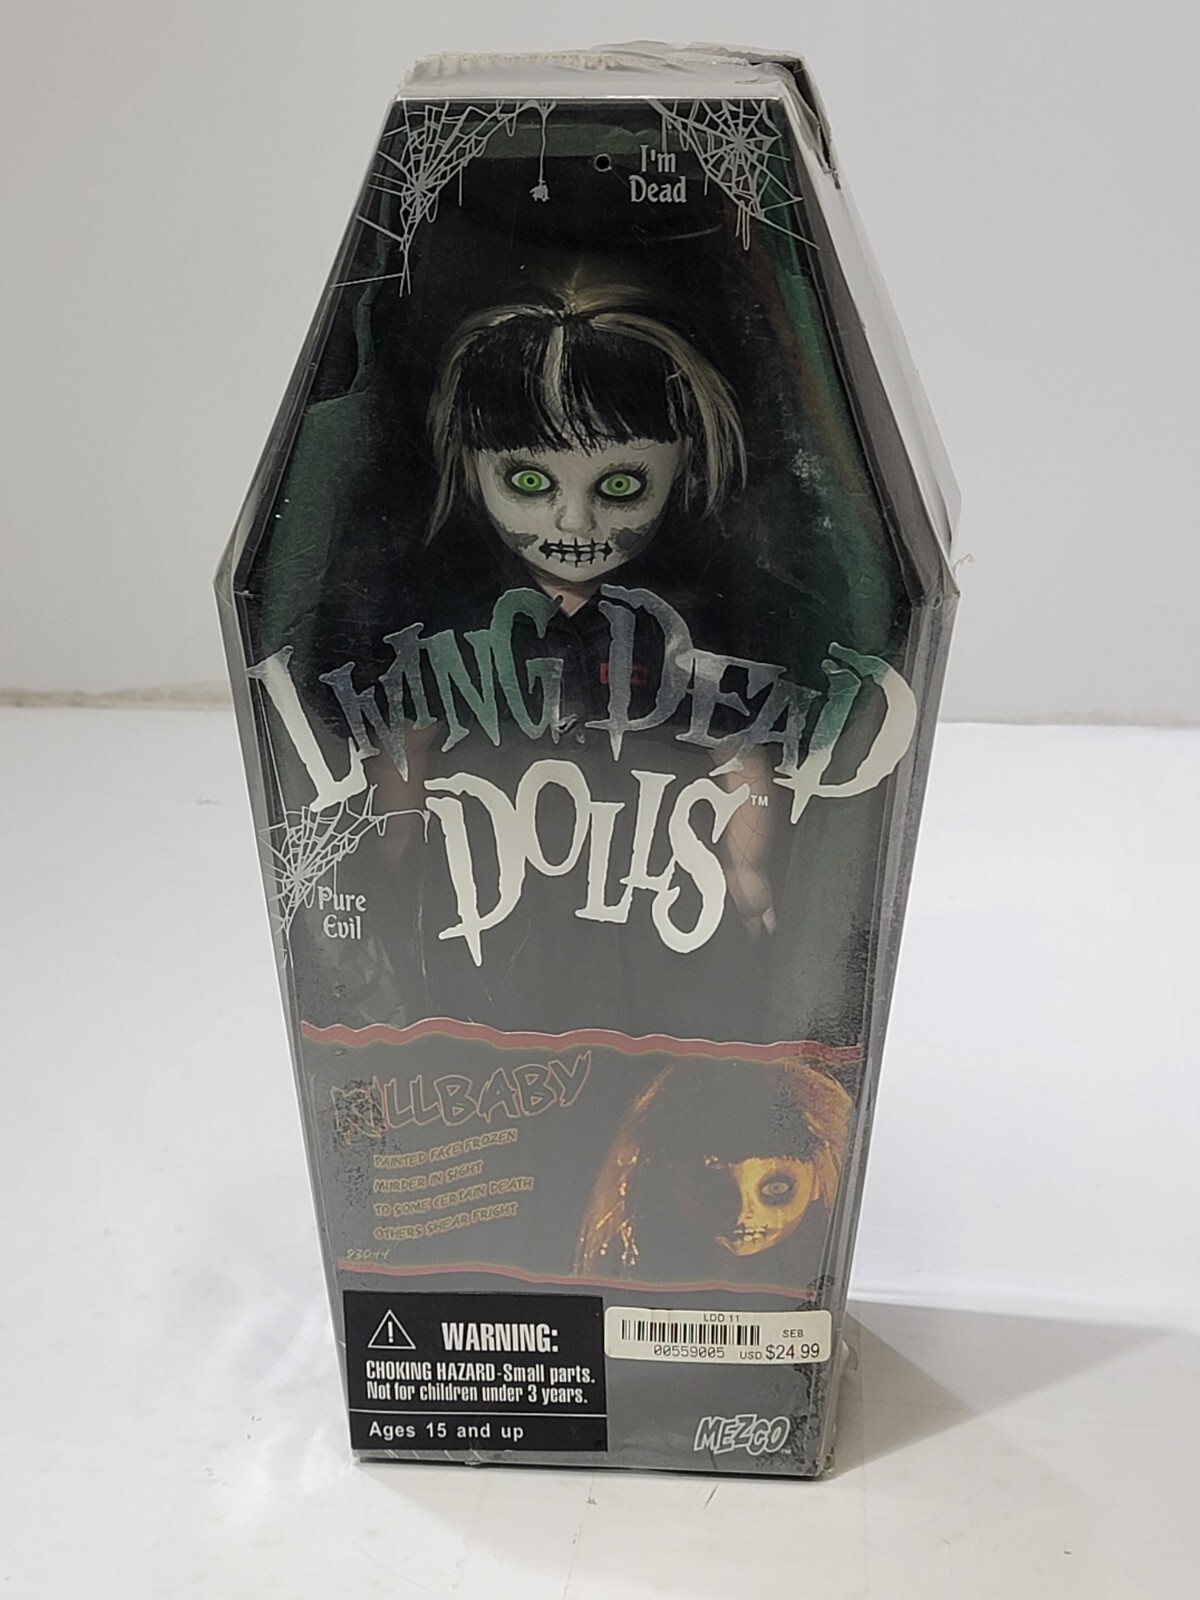 I'm
Dead
LIVING DEAD
DOLLS™
Pure
Evil
KILLBABY
PAINTED FACE FROZEN
MURDER IN SIGHT
TO SOME CERTAIN DEATH
OTHERS SHEAR FRIGHT
93044
WARNING:
CHOKING HAZARD-Small parts.
Not for children under 3 years.
Ages 15 and up
LDD 11
SEB
00559005 USD $24.99
MEZCO™